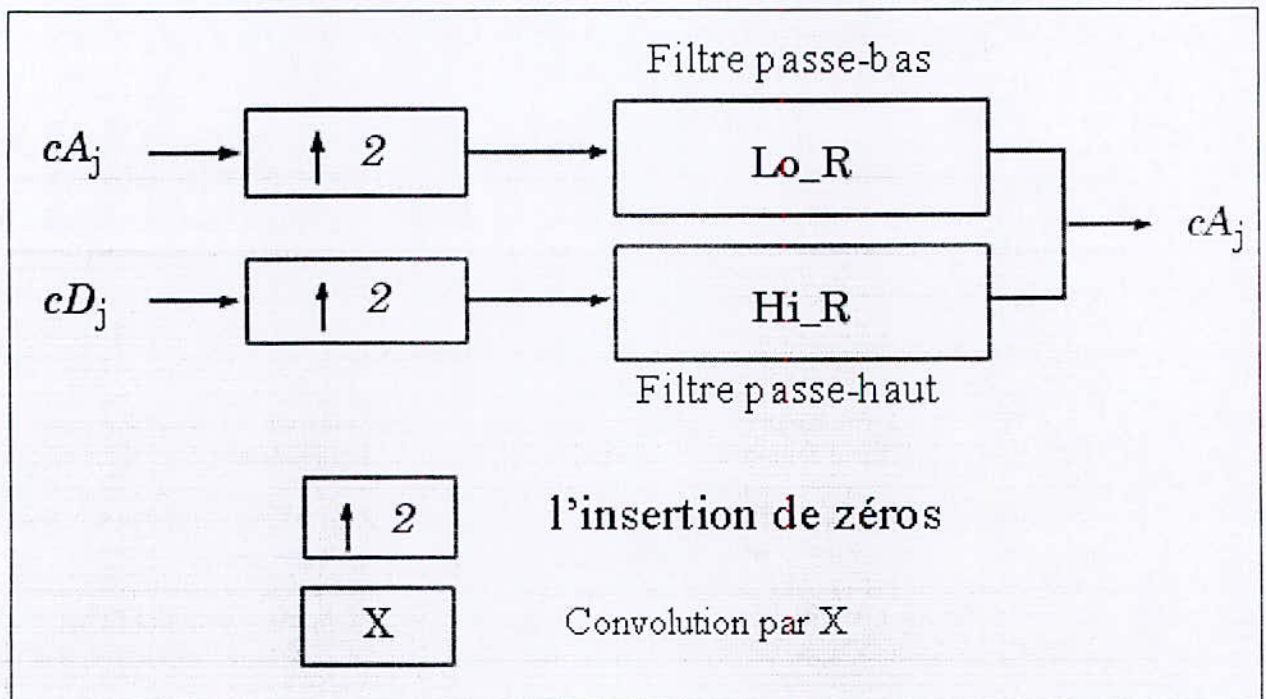 Filtre passe-bas
cAj ↑ 2 Lo_R cAj
cDj ↑ 2 Hi_R
Filtre passe-haut
↑ 2 l'insertion de zéros
X Convolution par X